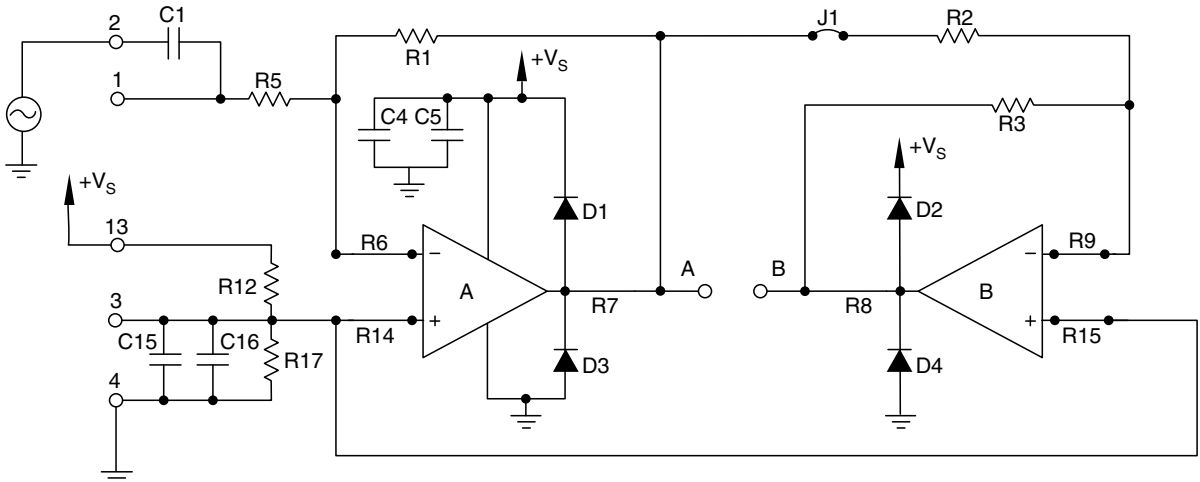 2
C1
J1
R2
R1
+VS
1
R5
C4
C5
R3
+VS
+VS
D1
D2
13
R6
R9
R12
A
A
B
B
R7
R8
3
R14
R15
C15
C16
R17
D3
D4
4
−
+
−
+